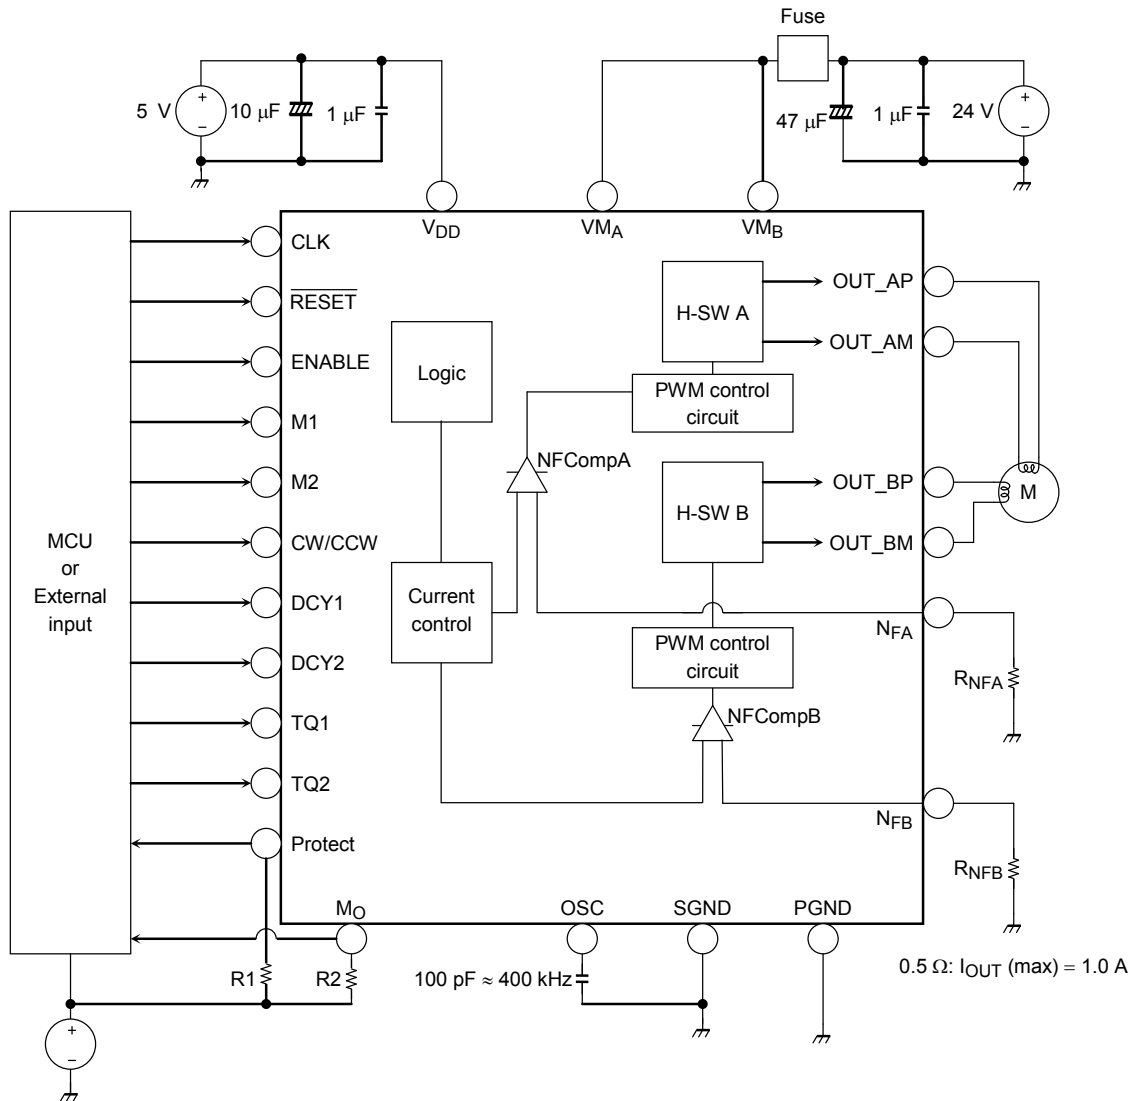 Fuse
5 V
10 μF
1 μF
47 μF
1 μF
24 V
VDD
VMA
VMB
CLK
RESET
ENABLE
M1
M2
CW/CCW
DCY1
DCY2
TQ1
TQ2
Protect
MCU
or
External
input
Logic
Current
control
NFCompA
H-SW A
PWM control
circuit
H-SW B
PWM control
circuit
NFCompB
OUT_AP
OUT_AM
OUT_BP
OUT_BM
M
NFA
RNFA
NFB
RNFB
MO
OSC
SGND
PGND
R1
R2
100 pF ≈ 400 kHz
0.5 Ω: IOUT (max) = 1.0 A
+
−
+
−
+
−